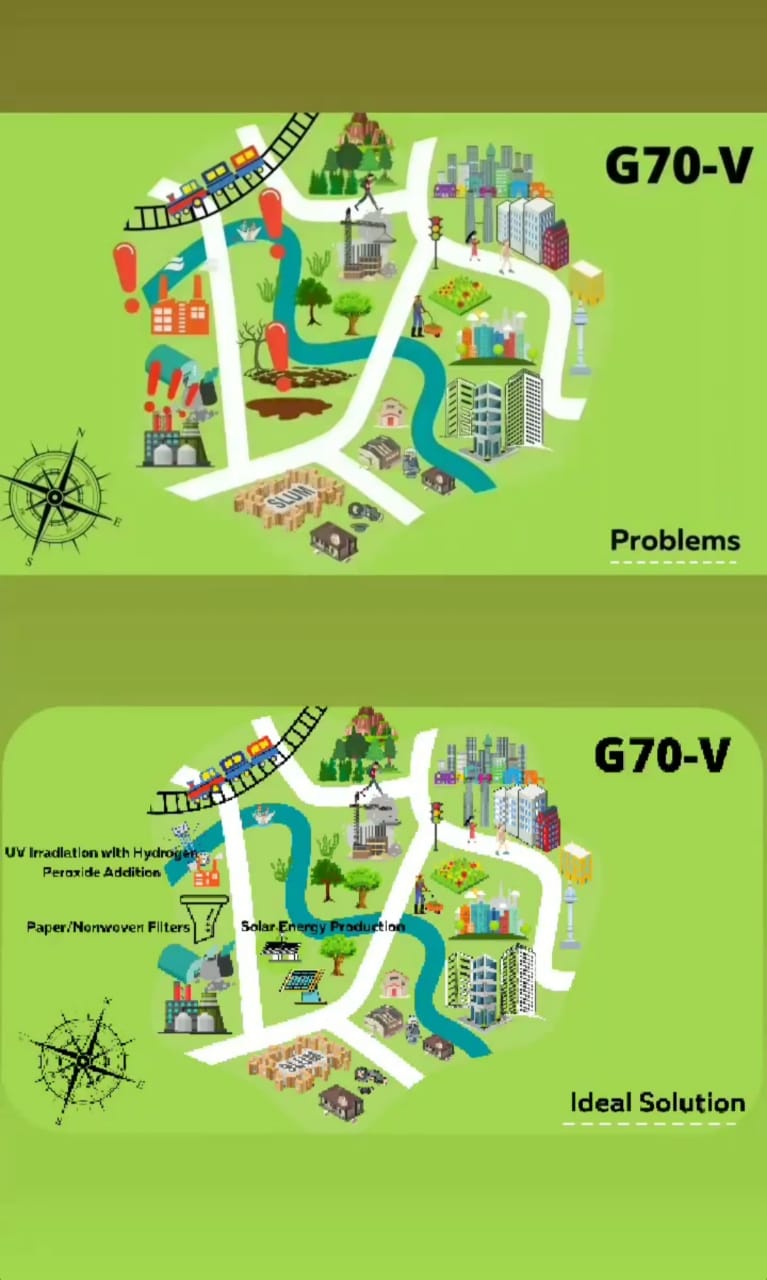 G70-V
N
E
S
SLUM
Problems
G70-V
UV Irradiation with Hydrogen
Peroxide Addition
Paper/Nonwoven Filters
Solar Energy Production
SLUM
Ideal Solution